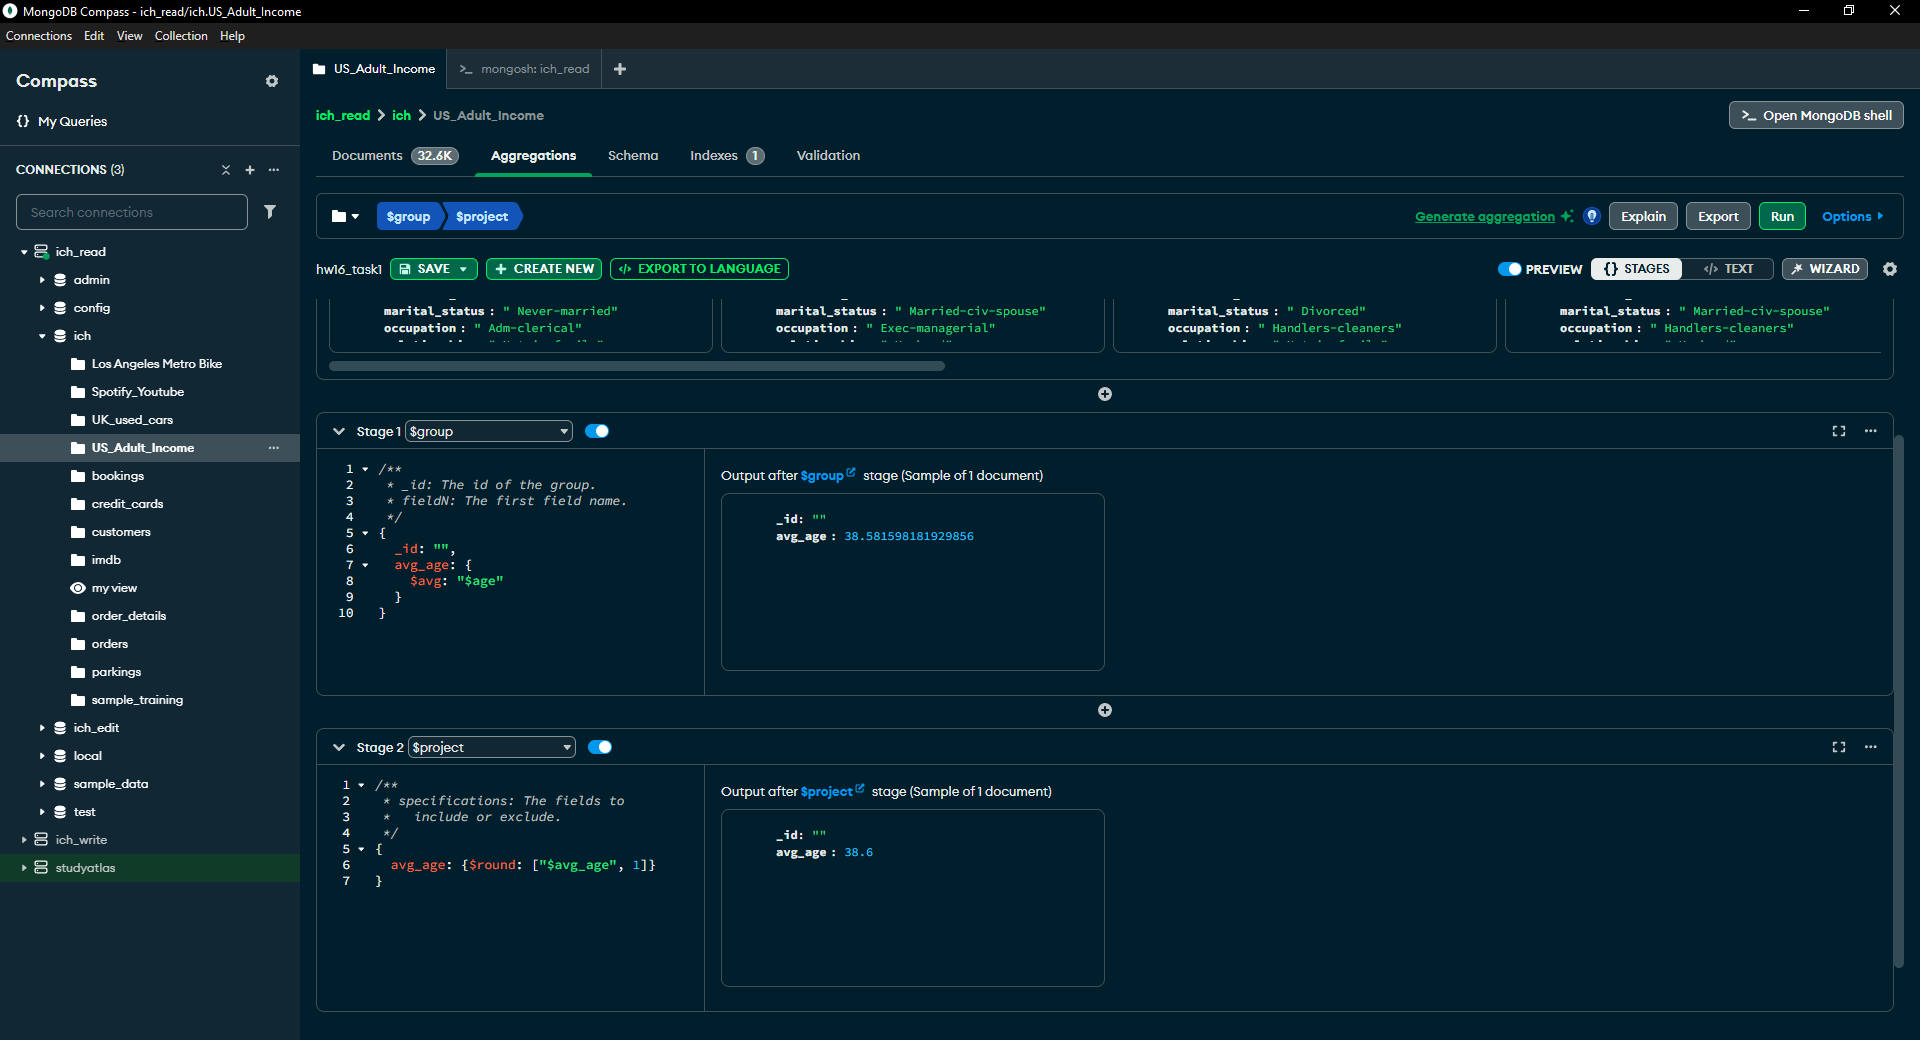 MongoDB Compass - ich_read/ich.US_Adult_Income
Connections Edit View Collection Help
Compass
My Queries
CONNECTIONS (3)
Search connections
ich_read
admin
config
ich
Los Angeles Metro Bike
Spotify_Youtube
UK_used_cars
US_Adult_Income
bookings
credit_cards
customers
imdb
my view
order_details
orders
parkings
sample_training
ich_edit
local
sample_data
test
ich_write
studyatlas
US_Adult_Income
>_ mongosh: ich_read
ich_read > ich > US_Adult_Income
>_ Open MongoDB shell
Documents 32.6K Aggregations Schema Indexes 1 Validation
$group $project
Generate aggregation Explain Export Run Options
hw16_task1 SAVE + CREATE NEW </> EXPORT TO LANGUAGE
PREVIEW {} STAGES </> TEXT WIZARD
marital_status : " Never-married"
occupation : " Adm-clerical"
marital_status : " Married-civ-spouse"
occupation : " Exec-managerial"
marital_status : " Divorced"
occupation : " Handlers-cleaners"
marital_status : " Married-civ-spouse"
occupation : " Handlers-cleaners"
Stage 1 $group
1 /**
2 * _id: The id of the group.
3 * fieldN: The first field name.
4 */
5 {
6 _id: "",
7 avg_age: {
8 $avg: "$age"
9 }
10 }
Output after $group stage (Sample of 1 document)
_id: ""
avg_age : 38.581598181929856
Stage 2 $project
1 /**
2 * specifications: The fields to
3 * include or exclude.
4 */
5 {
6 avg_age: {$round: ["$avg_age", 1]}
7 }
Output after $project stage (Sample of 1 document)
_id: ""
avg_age : 38.6